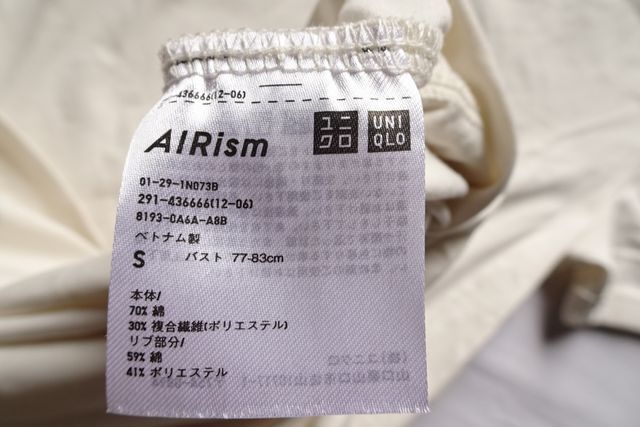 436666(12-06)
AIRism
ユニクロ
UNIQLO
01-29-1N073B
291-436666(12-06)
8193-0A6A-A8B
ベトナム製
S バスト 77-83cm
本体/
70% 綿
30% 複合繊維(ポリエステル)
リブ部分/
59% 綿
41% ポリエステル